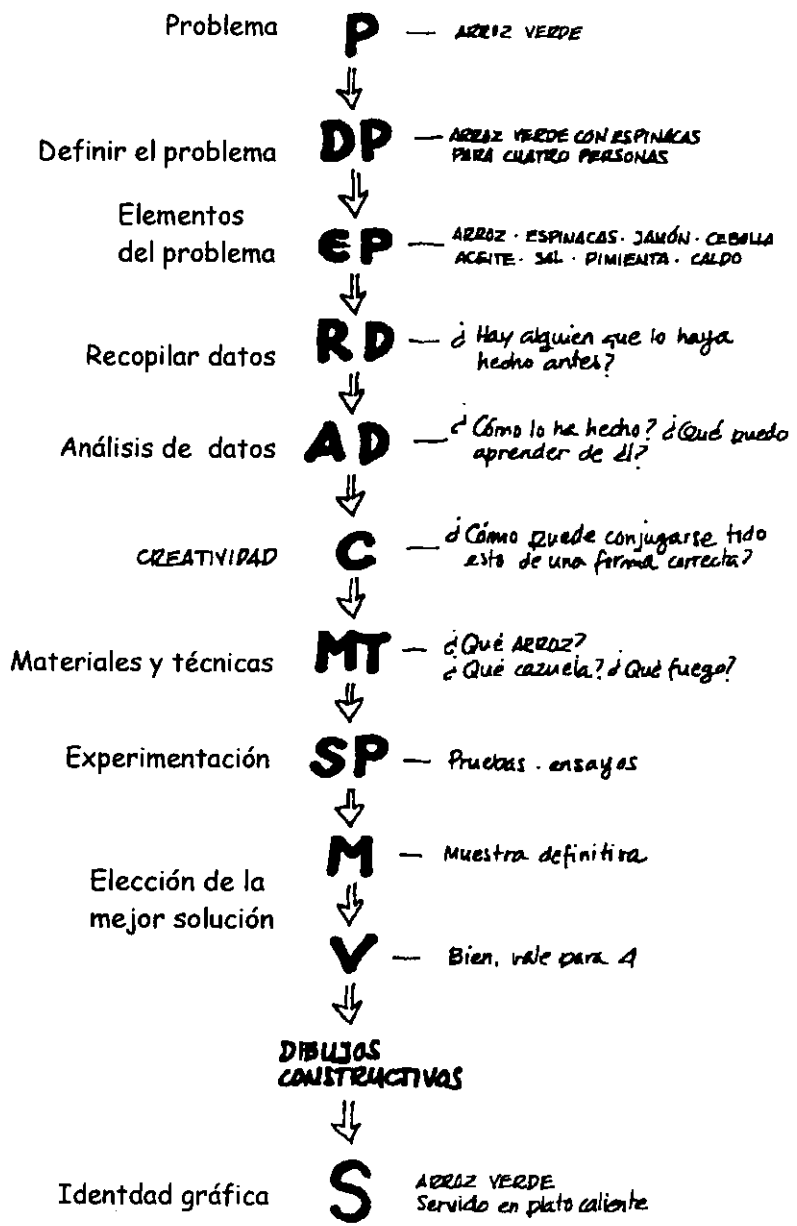 Problema P — ARROZ VERDE
Definir el problema DP — ARROZ VERDE CON ESPINACAS
PARA CUATRO PERSONAS
Elementos
del problema EP — ARROZ · ESPINACAS · JAMÓN · CEBOLLA
ACEITE · SAL · PIMIENTA · CALDO
Recopilar datos RD — ¿Hay alguien que lo haya
hecho antes?
Análisis de datos AD — ¿Cómo lo ha hecho? ¿Qué puedo
aprender de él?
CREATIVIDAD C — ¿Cómo puede conjugarse tido
esto de una forma correcta?
Materiales y técnicas MT — ¿Qué ARROZ?
¿Qué cazuela? ¿Qué fuego?
Experimentación SP — Pruebas · ensayos
M — Muestra definitiva
Elección de la
mejor solución
V — Bien, vale para 4
DIBUJOS
CONSTRUCTIVOS
Identdad gráfica S ARROZ VERDE
Servido en plato caliente